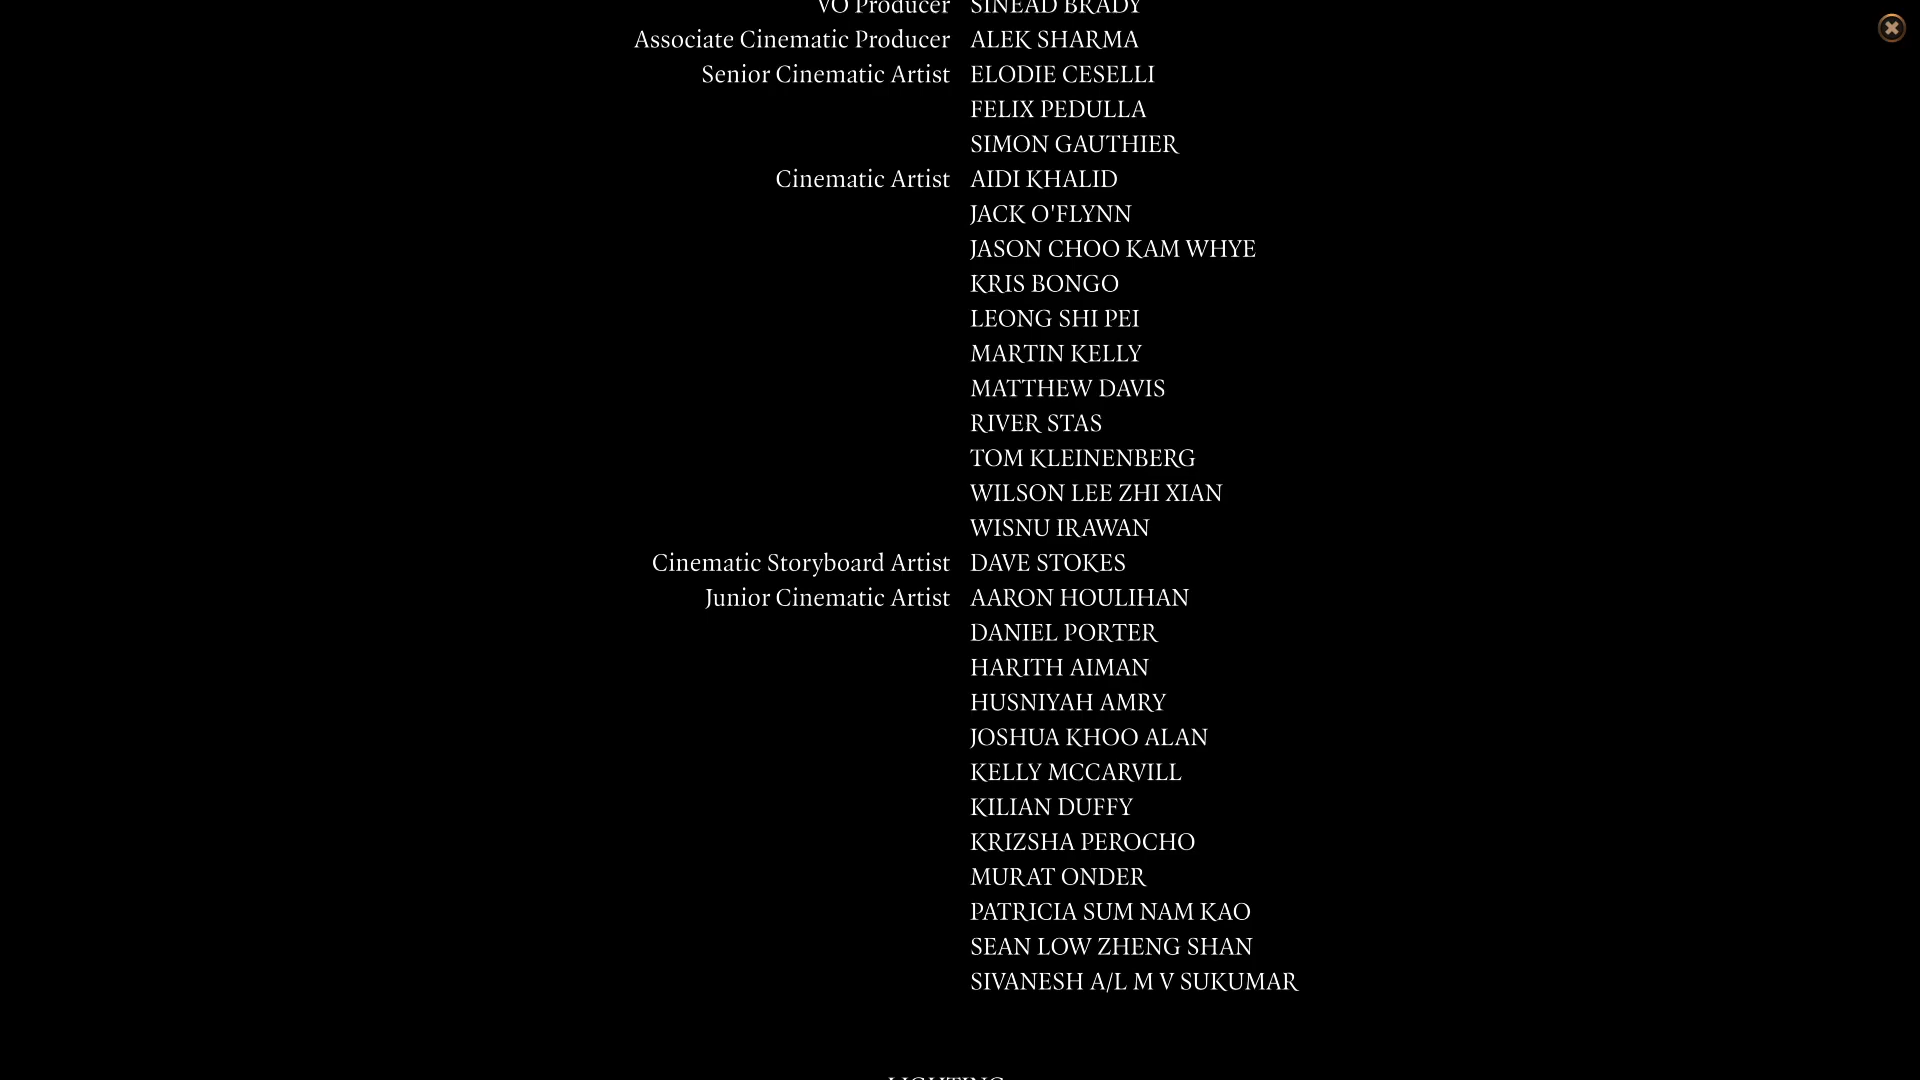 VO Producer SINEAD BRADY
Associate Cinematic Producer ALEK SHARMA
Senior Cinematic Artist ELODIE CESELLI
FELIX PEDULLA
SIMON GAUTHIER
Cinematic Artist AIDI KHALID
JACK O'FLYNN
JASON CHOO KAM WHYE
KRIS BONGO
LEONG SHI PEI
MARTIN KELLY
MATTHEW DAVIS
RIVER STAS
TOM KLEINENBERG
WILSON LEE ZHI XIAN
WISNU IRAWAN
Cinematic Storyboard Artist DAVE STOKES
Junior Cinematic Artist AARON HOULIHAN
DANIEL PORTER
HARITH AIMAN
HUSNIYAH AMRY
JOSHUA KHOO ALAN
KELLY MCCARVILL
KILIAN DUFFY
KRIZSHA PEROCHO
MURAT ONDER
PATRICIA SUM NAM KAO
SEAN LOW ZHENG SHAN
SIVANESH A/L M V SUKUMAR
LIGHTING